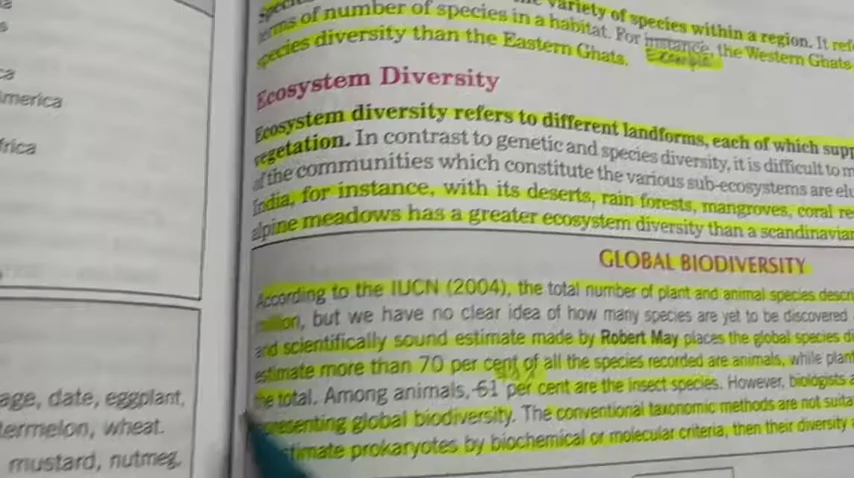 America
frica
age, date, eggplant,
termelon, wheat.
mustard, nutmeg,
variety of species within a region. It ref
of number of species in a habitat. For instance, the Western Ghats
Example
species diversity than the Eastern Ghats.
Ecosystem Diversity
Ecosystem diversity refers to different landforms, each of which supp
vegetation. In contrast to genetic and species diversity, it is difficult to m
of the communities which constitute the various sub-ecosystems are elu
India, for instance, with its deserts, rain forests, mangroves, coral re
alpine meadows has a greater ecosystem diversity than a scandinavian
GLOBAL BIODIVERSITY
According to the IUCN (2004), the total number of plant and animal species descri
million, but we have no clear idea of how many species are yet to be discovered
and scientifically sound estimate made by Robert May places the global species di
estimate more than 70 per cent of all the species recorded are animals, while plant
the total. Among animals, 61 per cent are the insect species. However, biologists a
presenting global biodiversity. The conventional taxonomic methods are not suita
timate prokaryotes by biochemical or molecular criteria, then their diversity